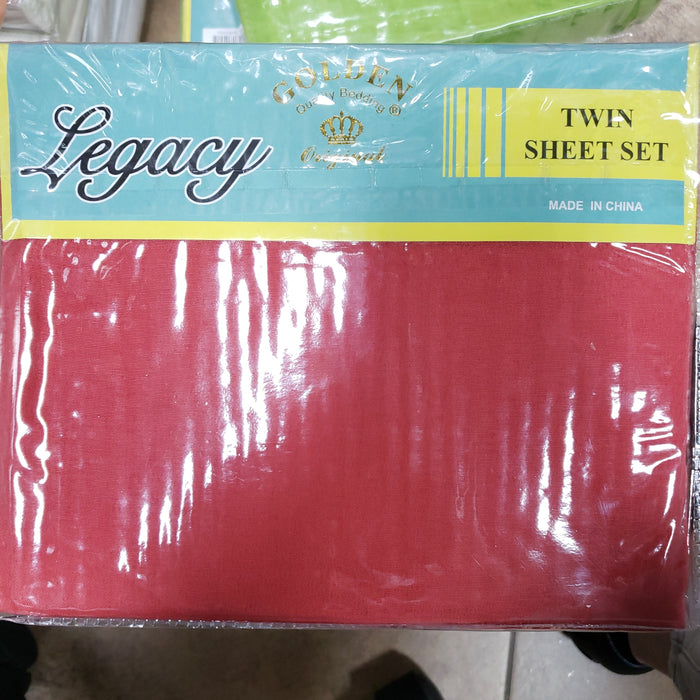 GOLDEN
Quality Bedding ®
Original
Legacy
TWIN
SHEET SET
MADE IN CHINA